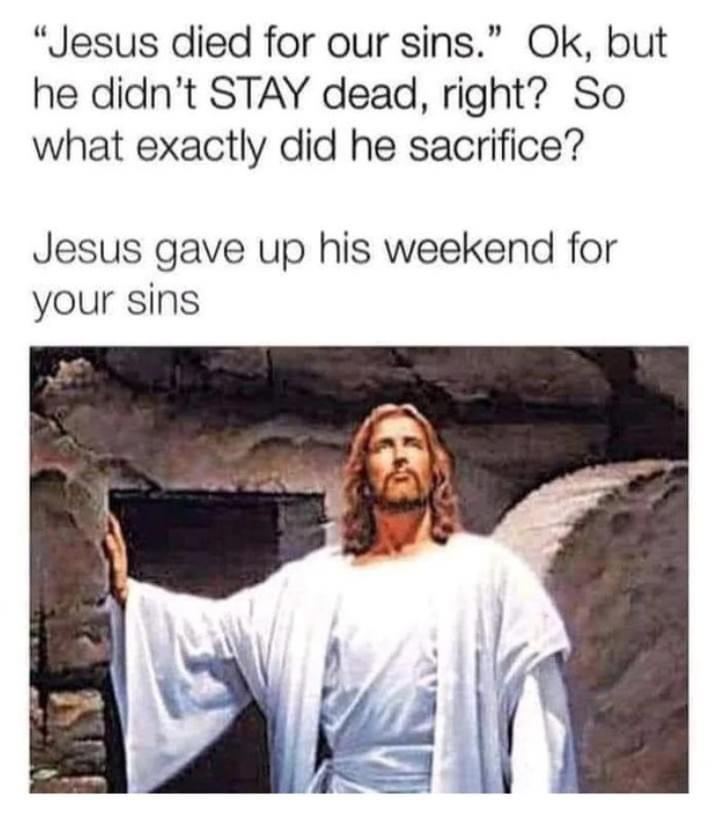 “Jesus died for our sins.” Ok, but
he didn’t STAY dead, right? So
what exactly did he sacrifice?
Jesus gave up his weekend for
your sins